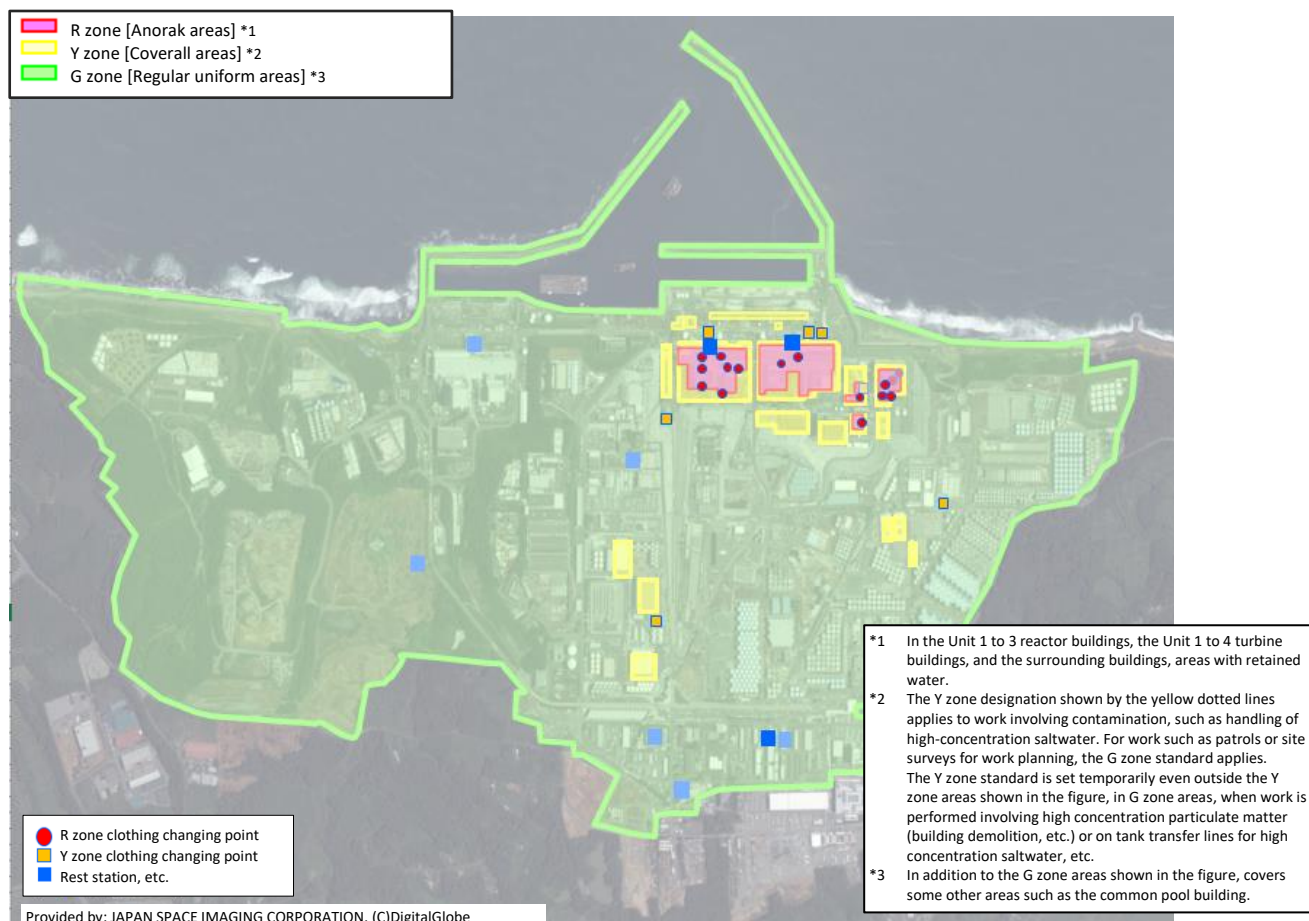 R zone [Anorak areas] *1
Y zone [Coverall areas] *2
G zone [Regular uniform areas] *3
*1 In the Unit 1 to 3 reactor buildings, the Unit 1 to 4 turbine
buildings, and the surrounding buildings, areas with retained
water.
*2 The Y zone designation shown by the yellow dotted lines
applies to work involving contamination, such as handling of
high-concentration saltwater. For work such as patrols or site
surveys for work planning, the G zone standard applies.
The Y zone standard is set temporarily even outside the Y
zone areas shown in the figure, in G zone areas, when work is
performed involving high concentration particulate matter
(building demolition, etc.) or on tank transfer lines for high
concentration saltwater, etc.
*3 In addition to the G zone areas shown in the figure, covers
some other areas such as the common pool building.
R zone clothing changing point
Y zone clothing changing point
Rest station, etc.
Provided by: JAPAN SPACE IMAGING CORPORATION, (C)DigitalGlobe